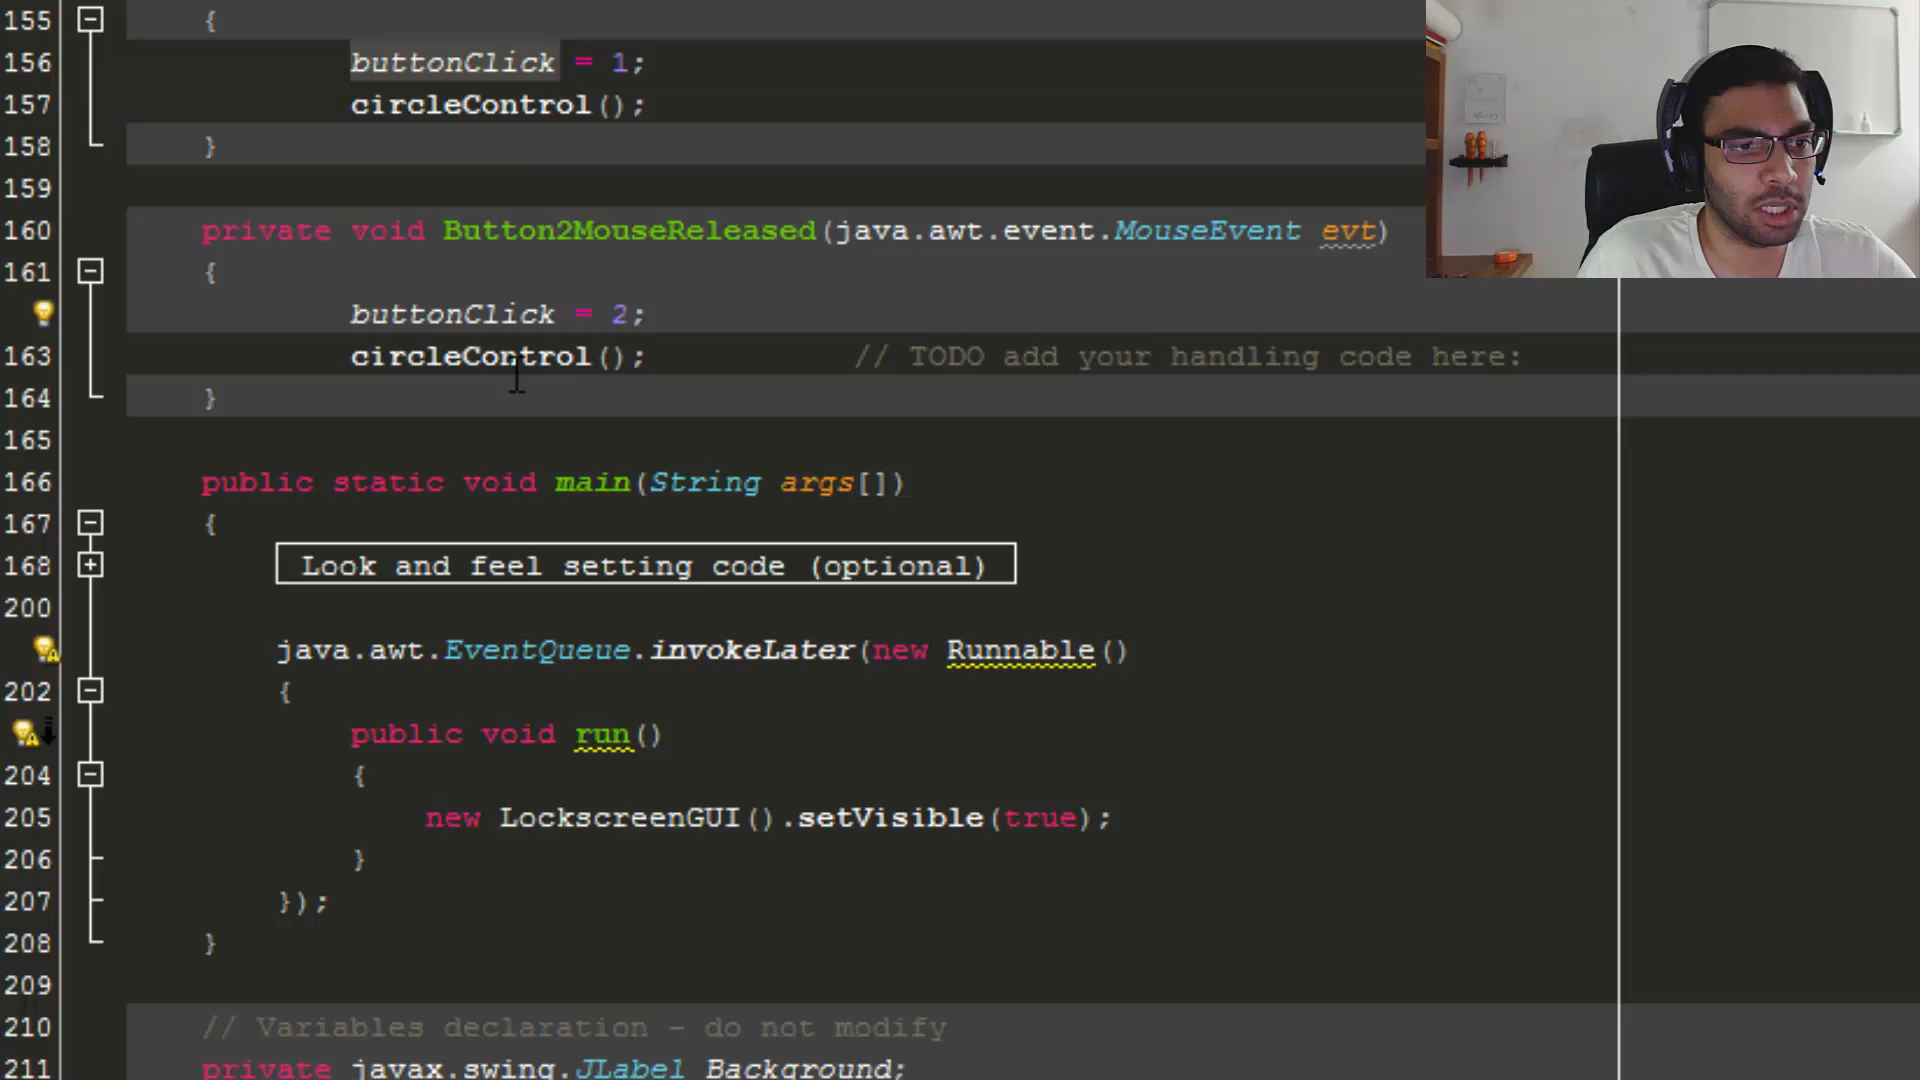 155 {
156 buttonClick = 1;
157 circleControl();
158 }
159
160 private void Button2MouseReleased(java.awt.event.MouseEvent evt)
161 {
buttonClick = 2;
163 circleControl(); // TODO add your handling code here:
164 }
165
166 public static void main(String args[])
167 {
168 Look and feel setting code (optional)
200
java.awt.EventQueue.invokeLater(new Runnable()
202 {
public void run()
204 {
205 new LockscreenGUI().setVisible(true);
206 }
207 });
208 }
209
210 // Variables declaration - do not modify
211 private javax.swing.JLabel Background;